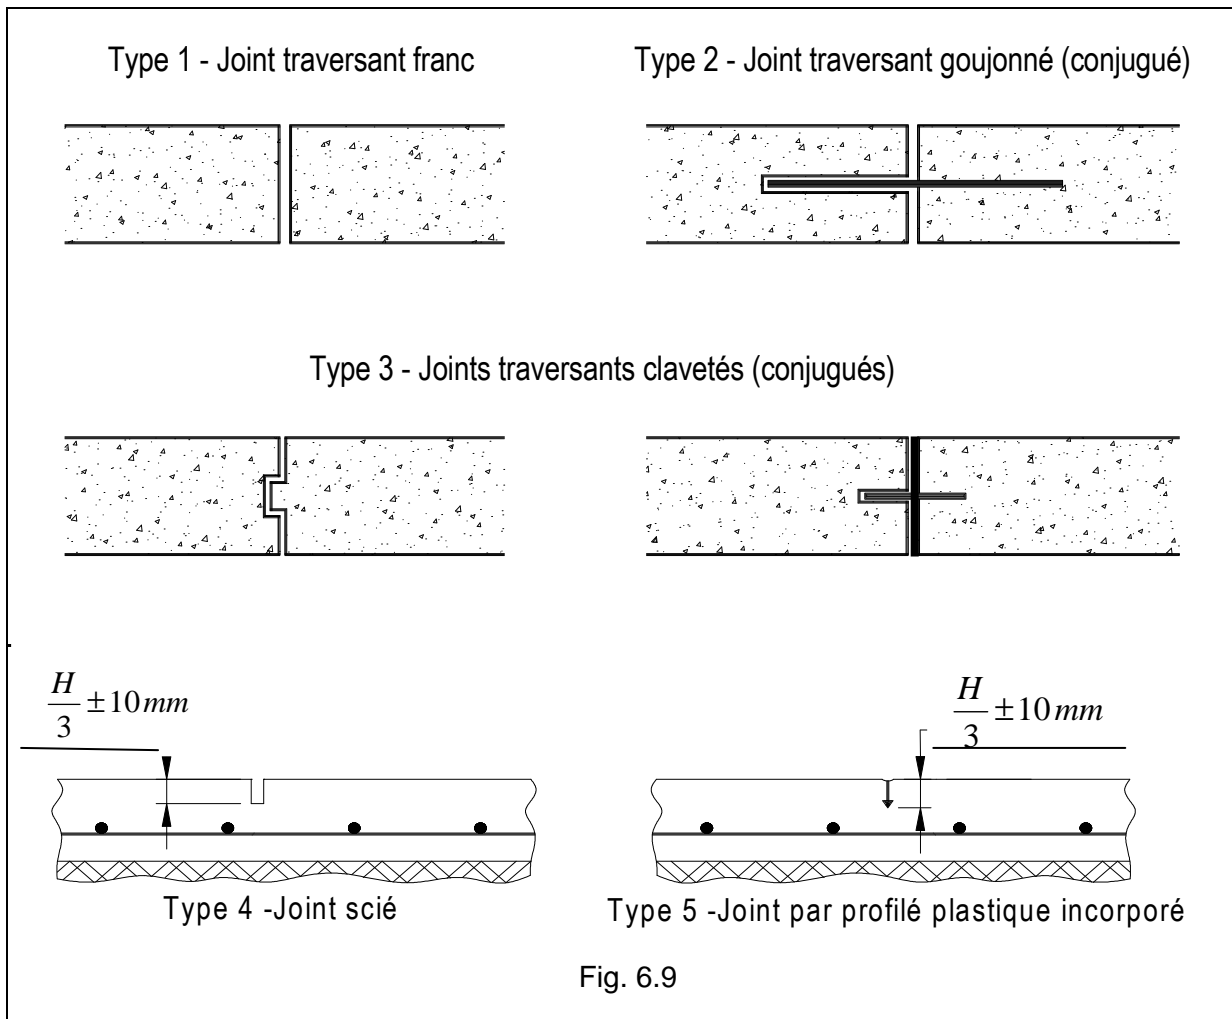 Type 1 - Joint traversant franc
Type 2 - Joint traversant goujonné (conjugué)
Type 3 - Joints traversants clavetés (conjugués)
H/3 ±10mm
H/3 ±10mm
Type 4 -Joint scié
Type 5 -Joint par profilé plastique incorporé
Fig. 6.9